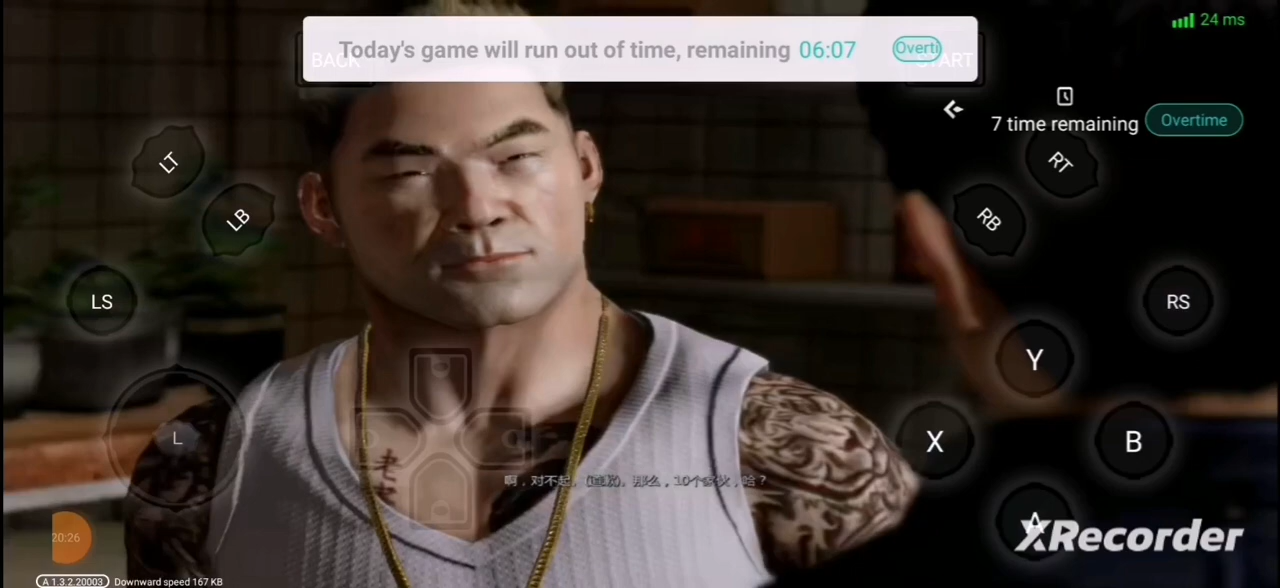 24 ms
Today's game will run out of time, remaining 06:07 Overti
BACK
START
7 time remaining Overtime
LT
RT
LB
RB
LS
RS
Y
L
X
B
A
20:26
XRecorder
A 1.3.2.20003 Downward speed 167 KB